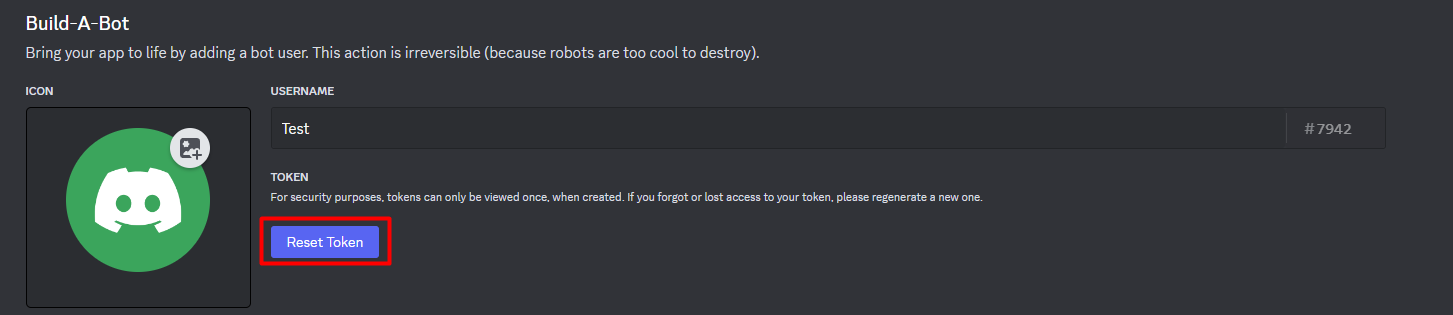 Build-A-Bot
Bring your app to life by adding a bot user. This action is irreversible (because robots are too cool to destroy).
ICON
USERNAME
Test
#7942
TOKEN
For security purposes, tokens can only be viewed once, when created. If you forgot or lost access to your token, please regenerate a new one.
Reset Token